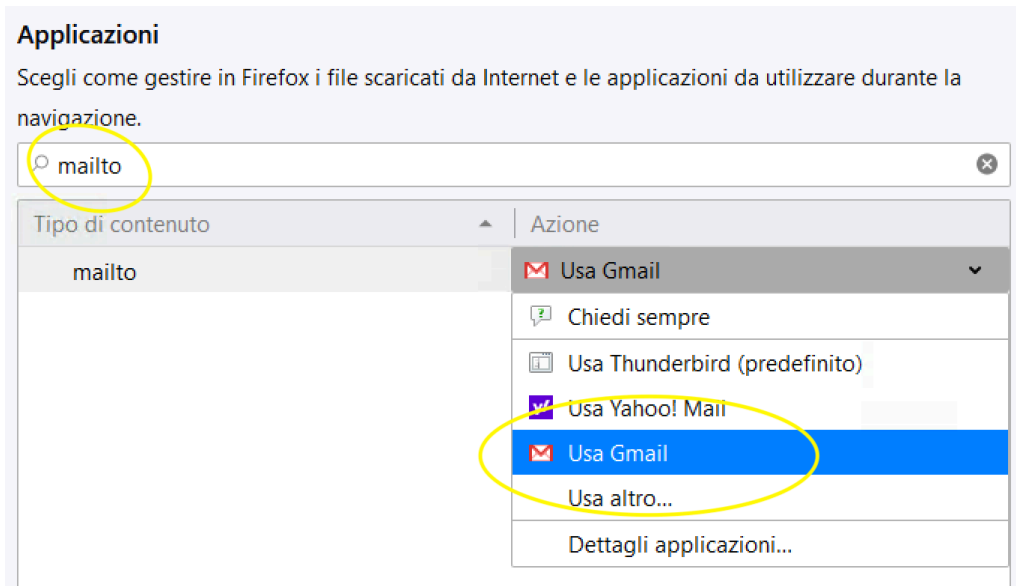 Applicazioni
Scegli come gestire in Firefox i file scaricati da Internet e le applicazioni da utilizzare durante la
navigazione.
mailto
Tipo di contenuto Azione
mailto Usa Gmail
Chiedi sempre
Usa Thunderbird (predefinito)
Usa Yahoo! Mail
Usa Gmail
Usa altro...
Dettagli applicazioni...